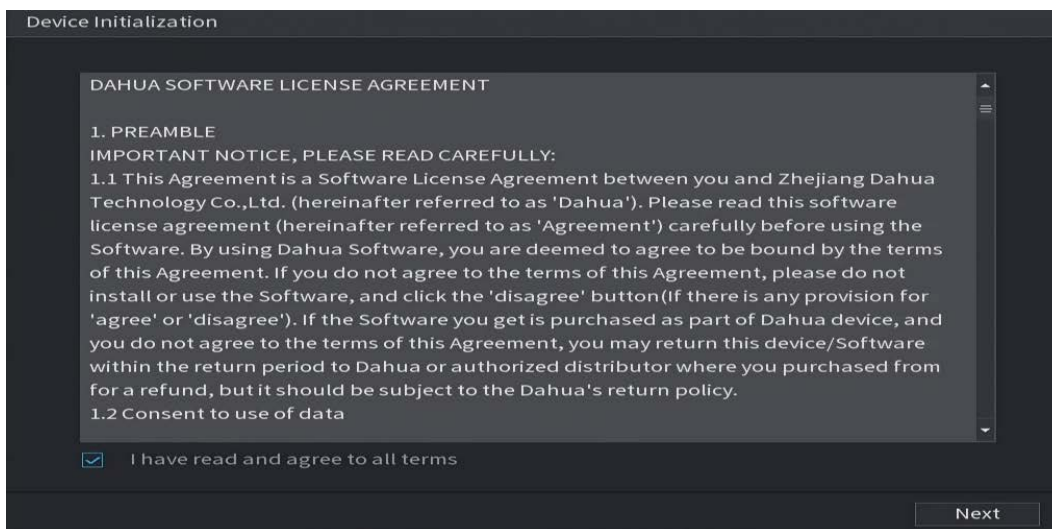 Device Initialization
DAHUA SOFTWARE LICENSE AGREEMENT
1. PREAMBLE
IMPORTANT NOTICE, PLEASE READ CAREFULLY:
1.1 This Agreement is a Software License Agreement between you and Zhejiang Dahua
Technology Co.,Ltd. (hereinafter referred to as 'Dahua'). Please read this software
license agreement (hereinafter referred to as 'Agreement') carefully before using the
Software. By using Dahua Software, you are deemed to agree to be bound by the terms
of this Agreement. If you do not agree to the terms of this Agreement, please do not
install or use the Software, and click the 'disagree' button(If there is any provision for
'agree' or 'disagree'). If the Software you get is purchased as part of Dahua device, and
you do not agree to the terms of this Agreement, you may return this device/Software
within the return period to Dahua or authorized distributor where you purchased from
for a refund, but it should be subject to the Dahua's return policy.
1.2 Consent to use of data
I have read and agree to all terms
Next